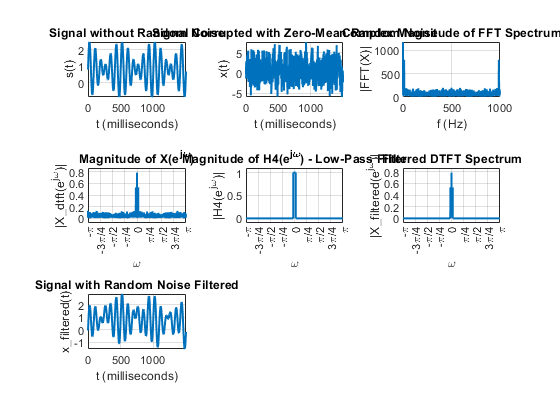 Signal without Random Noise
Signal Corrupted with Zero-Mean Random Noise
Complex Magnitude of FFT Spectrum
s(t)
2
1
0
0 500 1000
t (milliseconds)
x(t)
5
0
-5
0 500 1000
t (milliseconds)
|FFT(X)|
1000
500
0
0 500 1000
f (Hz)
Magnitude of X(e^jω)
Magnitude of H4(e^jω) - Low-Pass Filter
Filtered DTFT Spectrum
|X_dtft(e^jω)|
0.8
0.6
0.4
0.2
0
-π -3π/4 -π/2 -π/4 0 π/4 π/2 3π/4 π
ω
|H4(e^jω)|
1
0.5
0
-π -3π/4 -π/2 -π/4 0 π/4 π/2 3π/4 π
ω
|X_filtered(e^jω)|
0.8
0.6
0.4
0.2
0
-π -3π/4 -π/2 -π/4 0 π/4 π/2 3π/4 π
ω
Signal with Random Noise Filtered
x_filtered(t)
2
1
0
-1
0 500 1000
t (milliseconds)